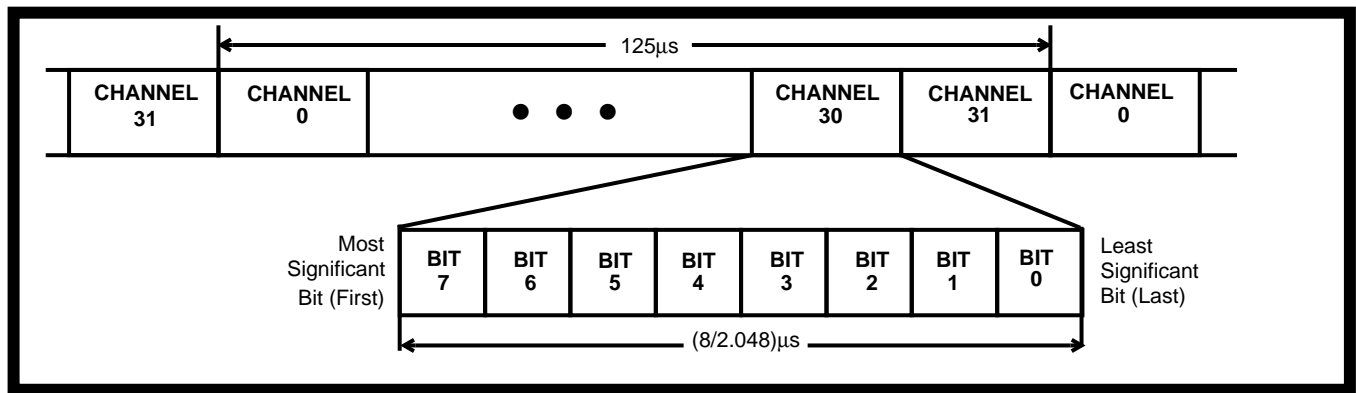 125µs
CHANNEL
31
CHANNEL
0
CHANNEL
30
CHANNEL
31
CHANNEL
0
Most
Significant
Bit (First)
BIT
7
BIT
6
BIT
5
BIT
4
BIT
3
BIT
2
BIT
1
BIT
0
Least
Significant
Bit (Last)
(8/2.048)µs